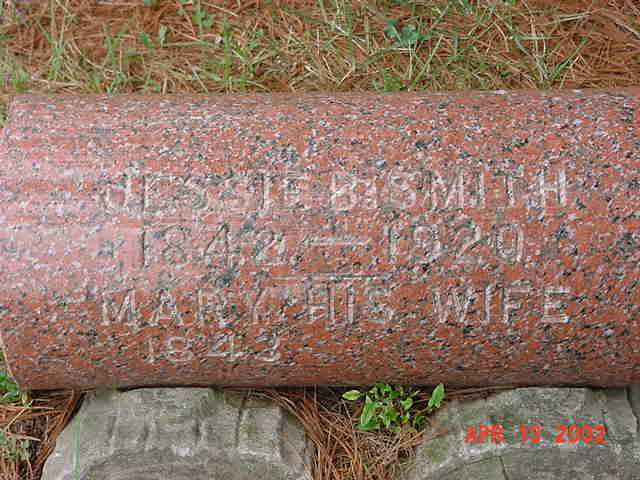 JESSIE B. SMITH
1842 — 1920
MARY HIS WIFE
1843
APR 13 2002